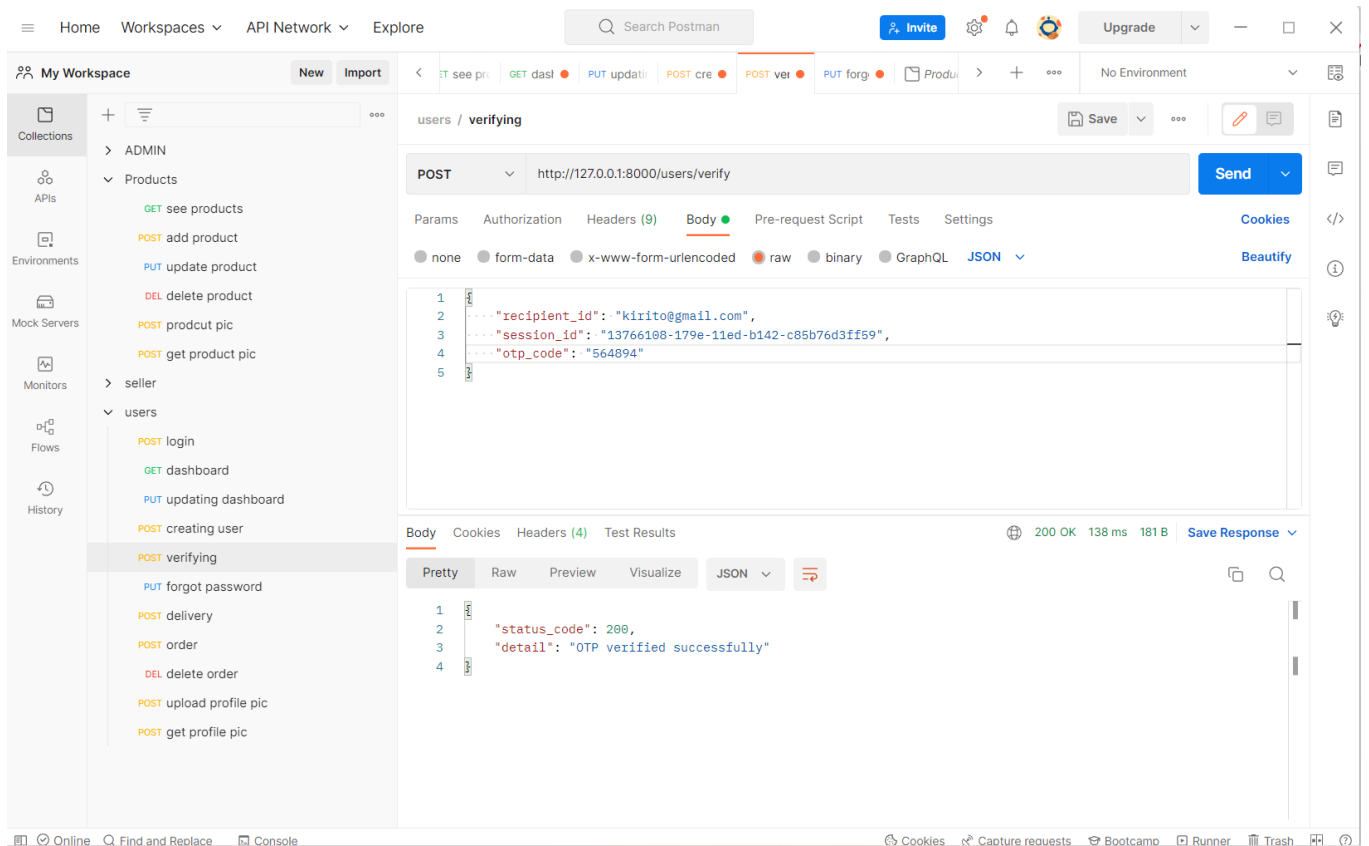 Home Workspaces API Network Explore Search Postman Invite Upgrade
My Workspace New Import
ET see pro GET dasl PUT updatin POST cre POST ver PUT forg Produ No Environment
Collections
APIs
Environments
Mock Servers
Monitors
Flows
History
ADMIN
Products
GET see products
POST add product
PUT update product
DEL delete product
POST prodcut pic
POST get product pic
seller
users
POST login
GET dashboard
PUT updating dashboard
POST creating user
POST verifying
PUT forgot password
POST delivery
POST order
DEL delete order
POST upload profile pic
POST get profile pic
users / verifying Save
POST http://127.0.0.1:8000/users/verify Send
Params Authorization Headers (9) Body Pre-request Script Tests Settings Cookies
none form-data x-www-form-urlencoded raw binary GraphQL JSON Beautify
1 {
2 ····"recipient_id": "kirito@gmail.com",
3 ····"session_id": "13766108-179e-11ed-b142-c85b76d3ff59",
4 ····"otp_code": "564894"
5 }
Body Cookies Headers (4) Test Results 200 OK 138 ms 181 B Save Response
Pretty Raw Preview Visualize JSON
1 {
2 "status_code": 200,
3 "detail": "OTP verified successfully"
4 }
Online Find and Replace Console Cookies Capture requests Bootcamp Runner Trash